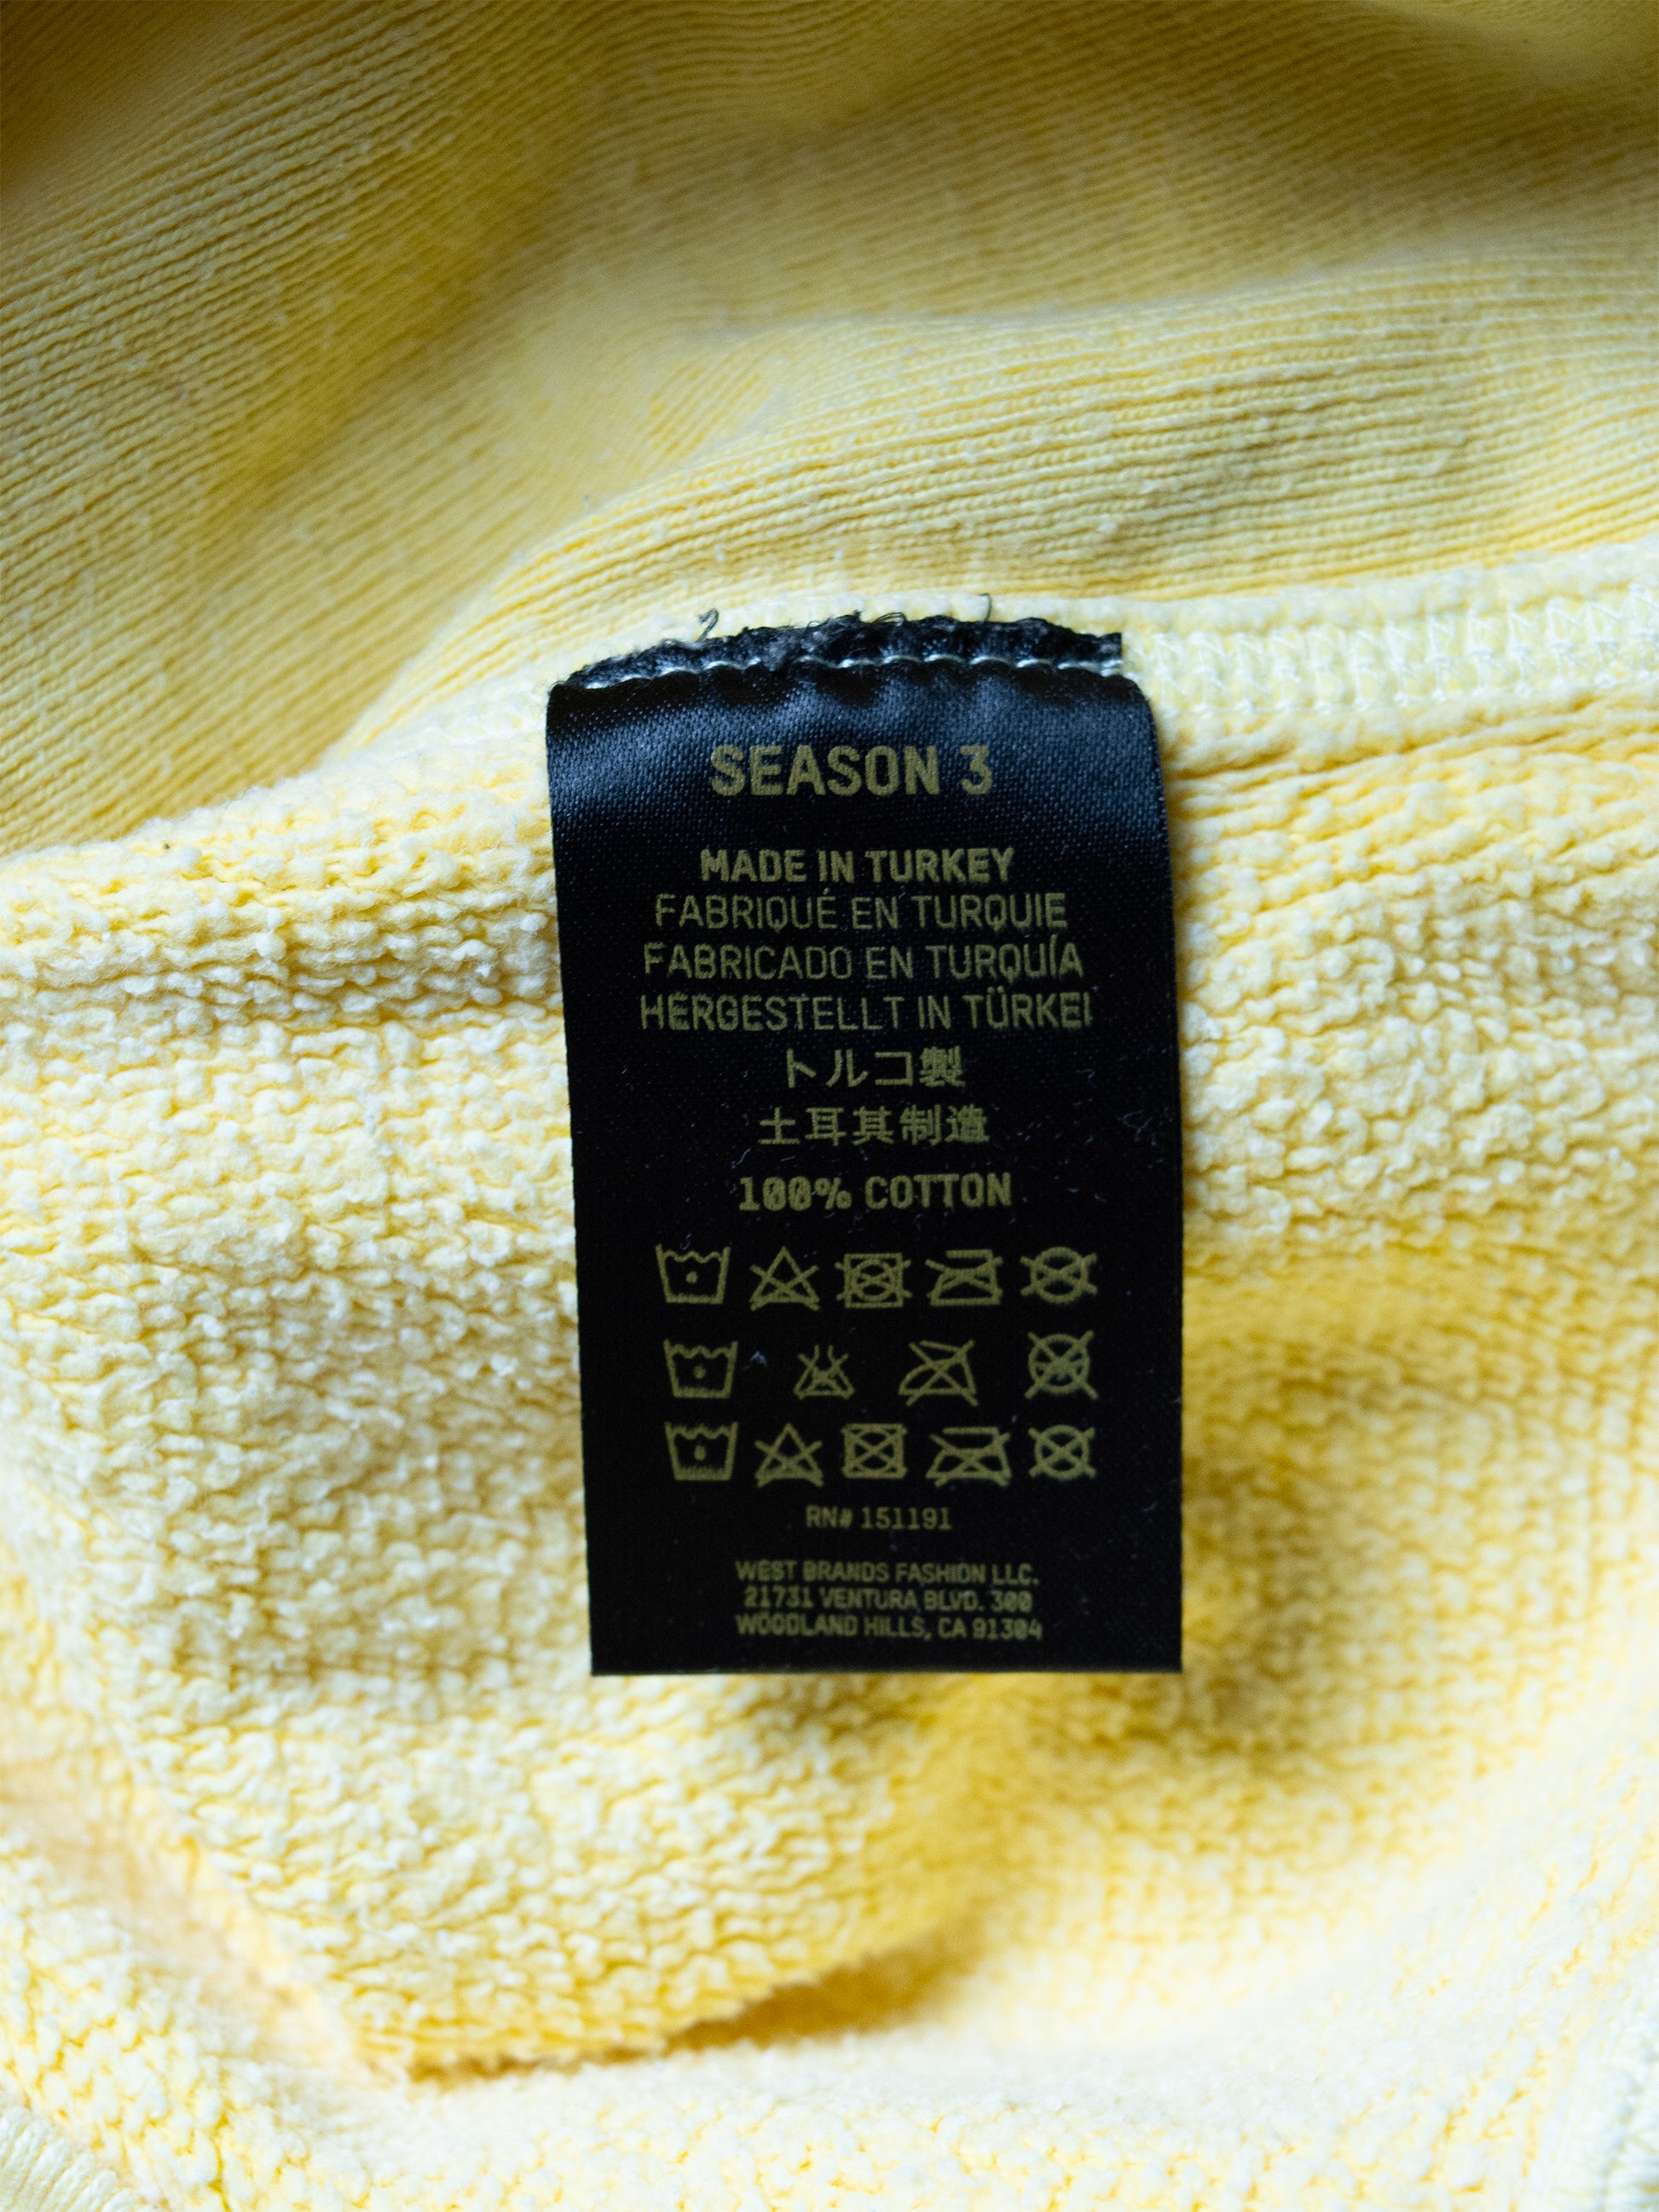 SEASON 3
MADE IN TURKEY
FABRIQUÉ EN TURQUIE
FABRICADO EN TURQUÍA
HERGESTELLT IN TÜRKEI
トルコ製
土耳其制造
100% COTTON
RN# 151191
WEST BRANDS FASHION LLC.
21731 VENTURA BLVD. 300
WOODLAND HILLS, CA 91304